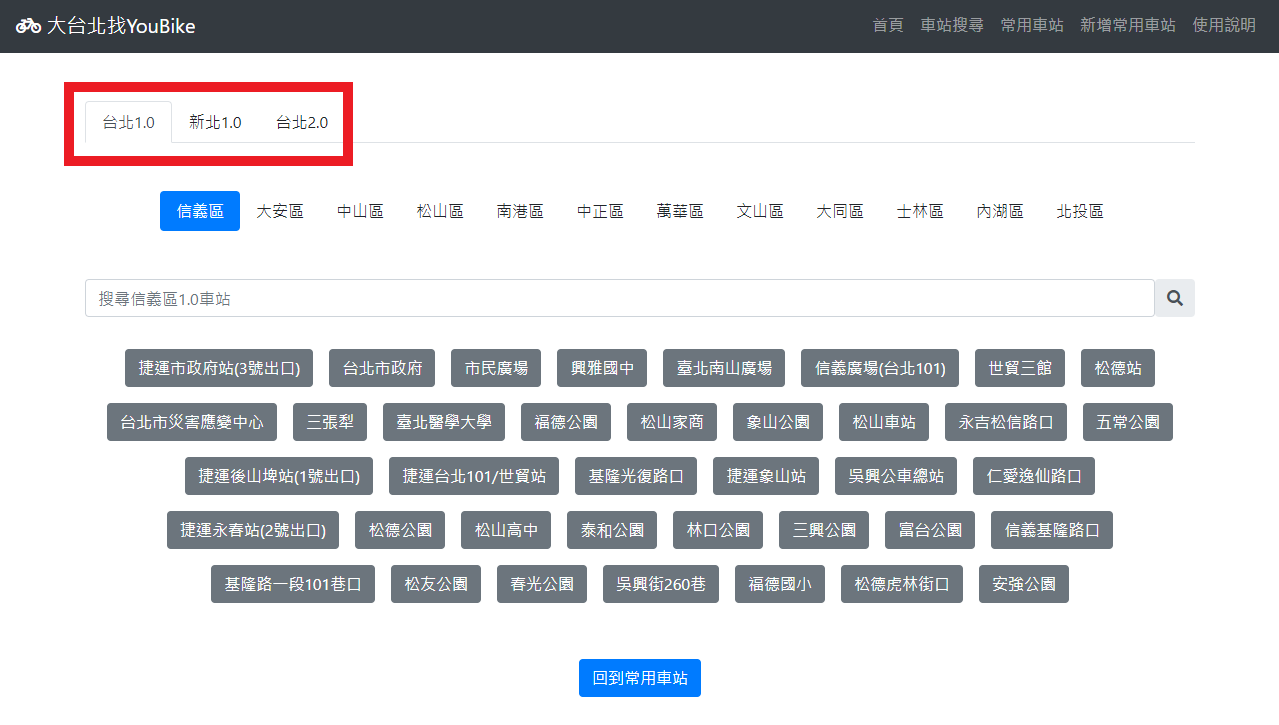 大台北找YouBike 首頁 車站搜尋 常用車站 新增常用車站 使用說明
台北1.0 新北1.0 台北2.0
信義區 大安區 中山區 松山區 南港區 中正區 萬華區 文山區 大同區 士林區 內湖區 北投區
搜尋信義區1.0車站
捷運市政府站(3號出口) 台北市政府 市民廣場 興雅國中 臺北南山廣場 信義廣場(台北101) 世貿三館 松德站
台北市災害應變中心 三張犁 臺北醫學大學 福德公園 松山家商 象山公園 松山車站 永吉松信路口 五常公園
捷運後山埤站(1號出口) 捷運台北101/世貿站 基隆光復路口 捷運象山站 吳興公車總站 仁愛逸仙路口
捷運永春站(2號出口) 松德公園 松山高中 泰和公園 林口公園 三興公園 富台公園 信義基隆路口
基隆路一段101巷口 松友公園 春光公園 吳興街260巷 福德國小 松德虎林街口 安強公園
回到常用車站